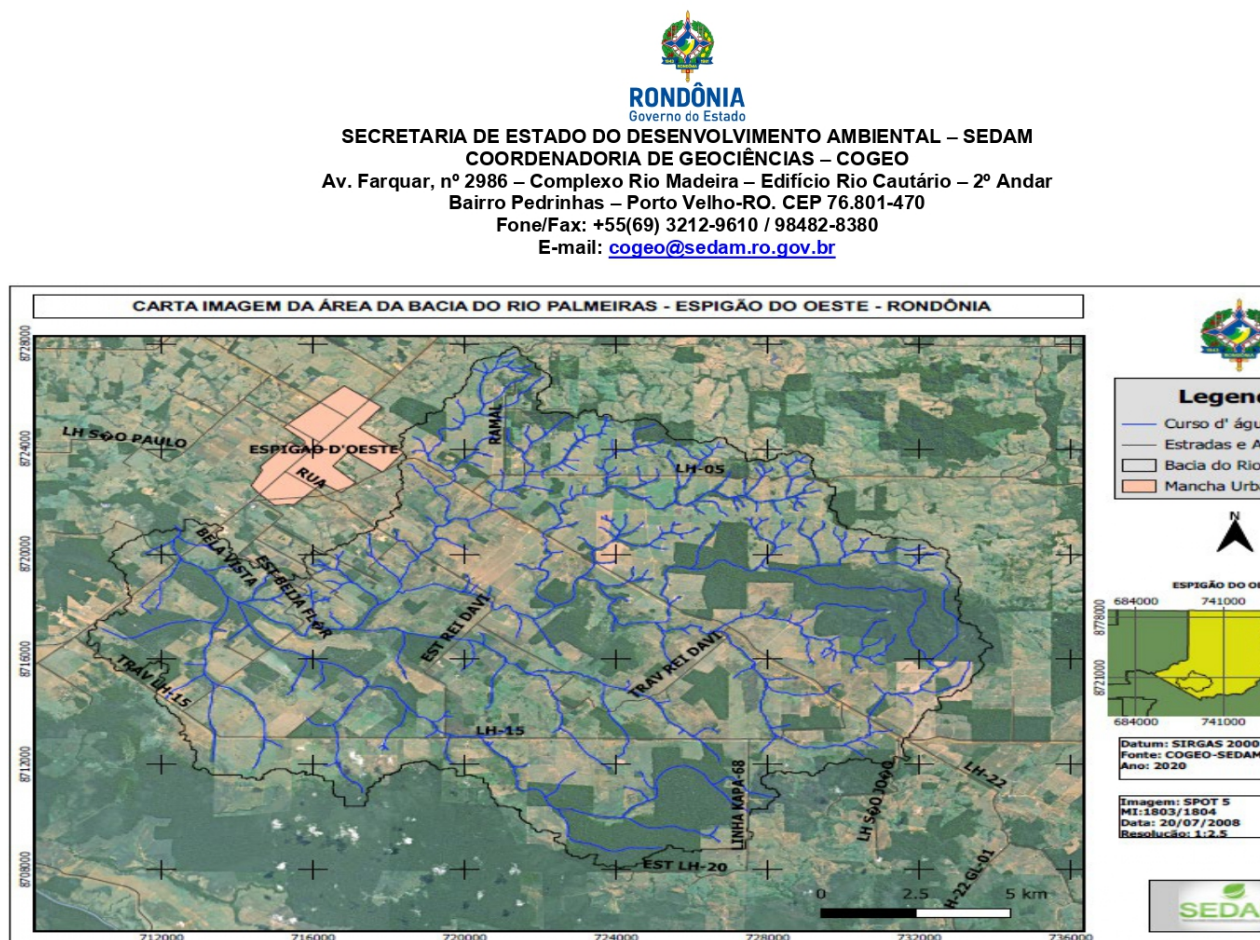 RONDÔNIA
Governo do Estado
SECRETARIA DE ESTADO DO DESENVOLVIMENTO AMBIENTAL – SEDAM
COORDENADORIA DE GEOCIÊNCIAS – COGEO
Av. Farquar, nº 2986 – Complexo Rio Madeira – Edifício Rio Cautário – 2º Andar
Bairro Pedrinhas – Porto Velho-RO. CEP 76.801-470
Fone/Fax: +55(69) 3212-9610 / 98482-8380
E-mail: cogeo@sedam.ro.gov.br
CARTA IMAGEM DA ÁREA DA BACIA DO RIO PALMEIRAS - ESPIGÃO DO OESTE - RONDÔNIA
8728000
8724000
8720000
8716000
8712000
8708000
LH S�O PAULO
ESPIGAO-D'OESTE
RUA
RAMAL
LH-05
BELA VISTA
EST BEIJA FLOR
EST REI DAVI
TRAV REI DAVI
TRAV LH-15
LH-15
LINHA KAPA-68
LH S�O JO�O
LH-22
EST LH-20
H-22 GL-01
0 2.5 5 km
712000 716000 720000 724000 728000 732000 736000
Legen
Curso d' águ
Estradas e A
Bacia do Rio
Mancha Urb
N
ESPIGÃO DO O
684000 741000
8778000
8721000
684000 741000
Datum: SIRGAS 2000
Fonte: COGEO-SEDAM
Ano: 2020
Imagem: SPOT 5
MI:1803/1804
Data: 20/07/2008
Resolução: 1:2.5
SEDA